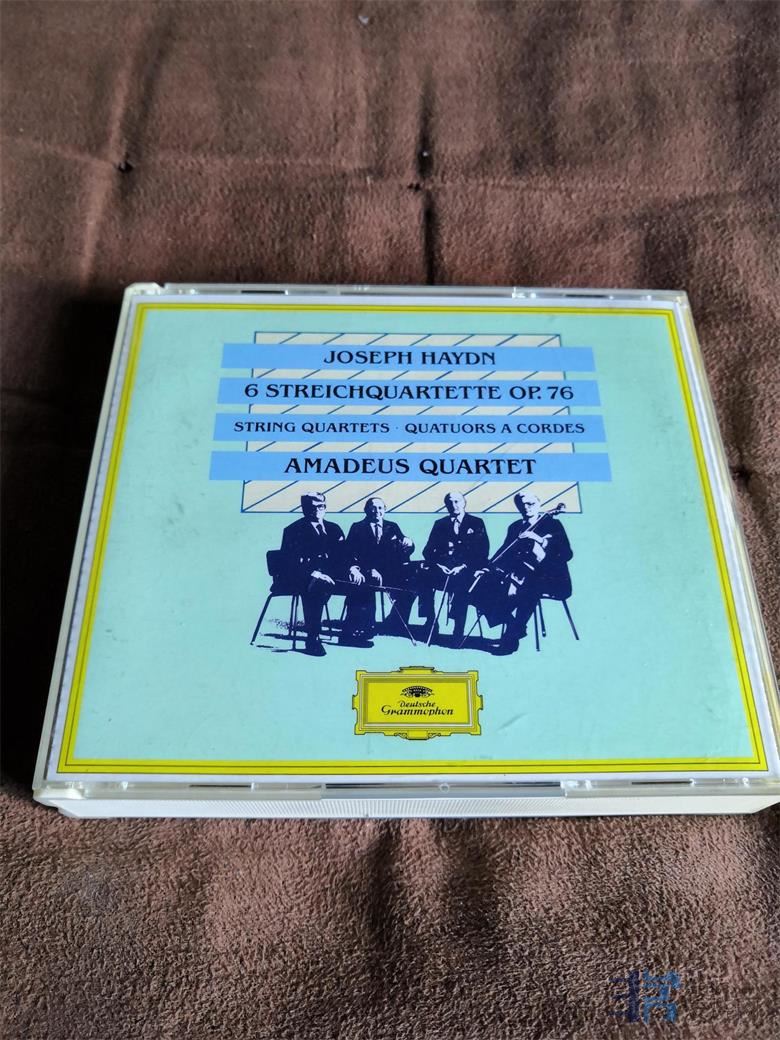 JOSEPH HAYDN
6 STREICHQUARTETTE OP. 76
STRING QUARTETS · QUATUORS A CORDES
AMADEUS QUARTET
Deutsche
Grammophon